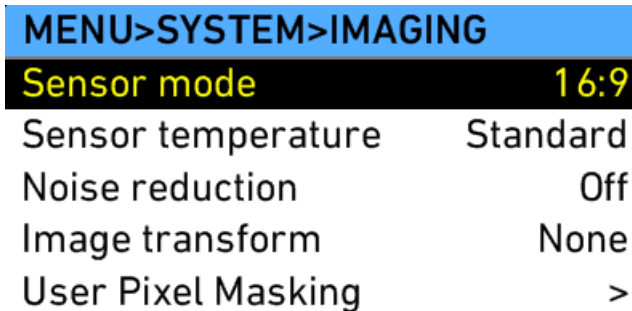 MENU>SYSTEM>IMAGING
Sensor mode 16:9
Sensor temperature Standard
Noise reduction Off
Image transform None
User Pixel Masking >